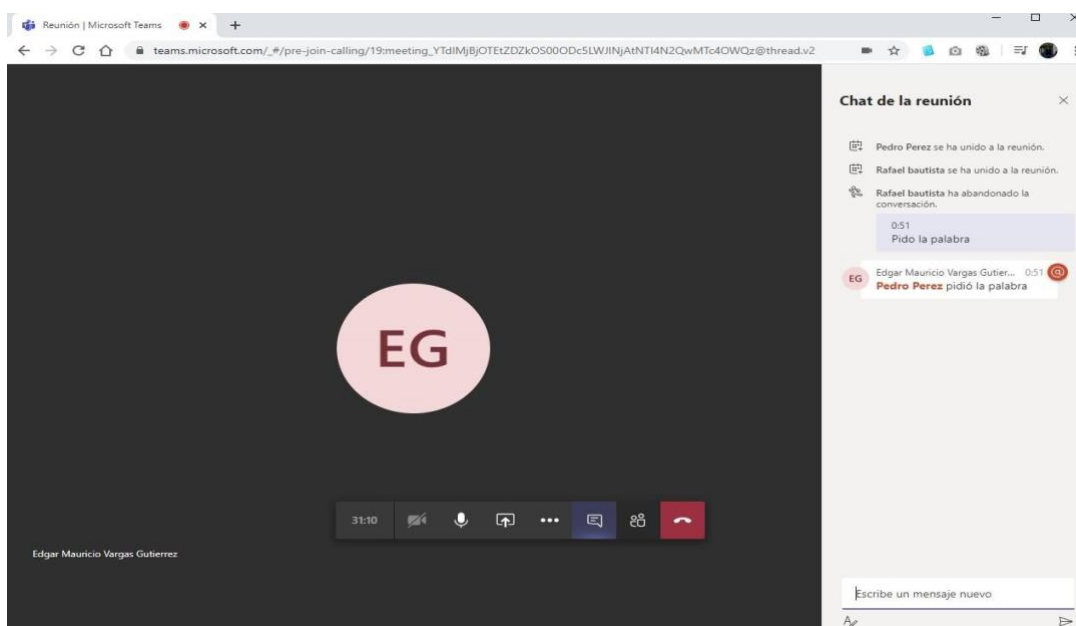 Reunión | Microsoft Teams
teams.microsoft.com/_#/pre-join-calling/19:meeting_YTdlMjBjOTEtZDZkOS00ODc5LWJlNjAtNTI4N2QwMTc4OWQz@thread.v2
Chat de la reunión
Pedro Perez se ha unido a la reunión.
Rafael bautista se ha unido a la reunión.
Rafael bautista ha abandonado la
conversación.
0:51
Pido la palabra
EG
Edgar Mauricio Vargas Gutier... 0:51
Pedro Perez pidió la palabra
EG
31:10
Edgar Mauricio Vargas Gutierrez
Escribe un mensaje nuevo